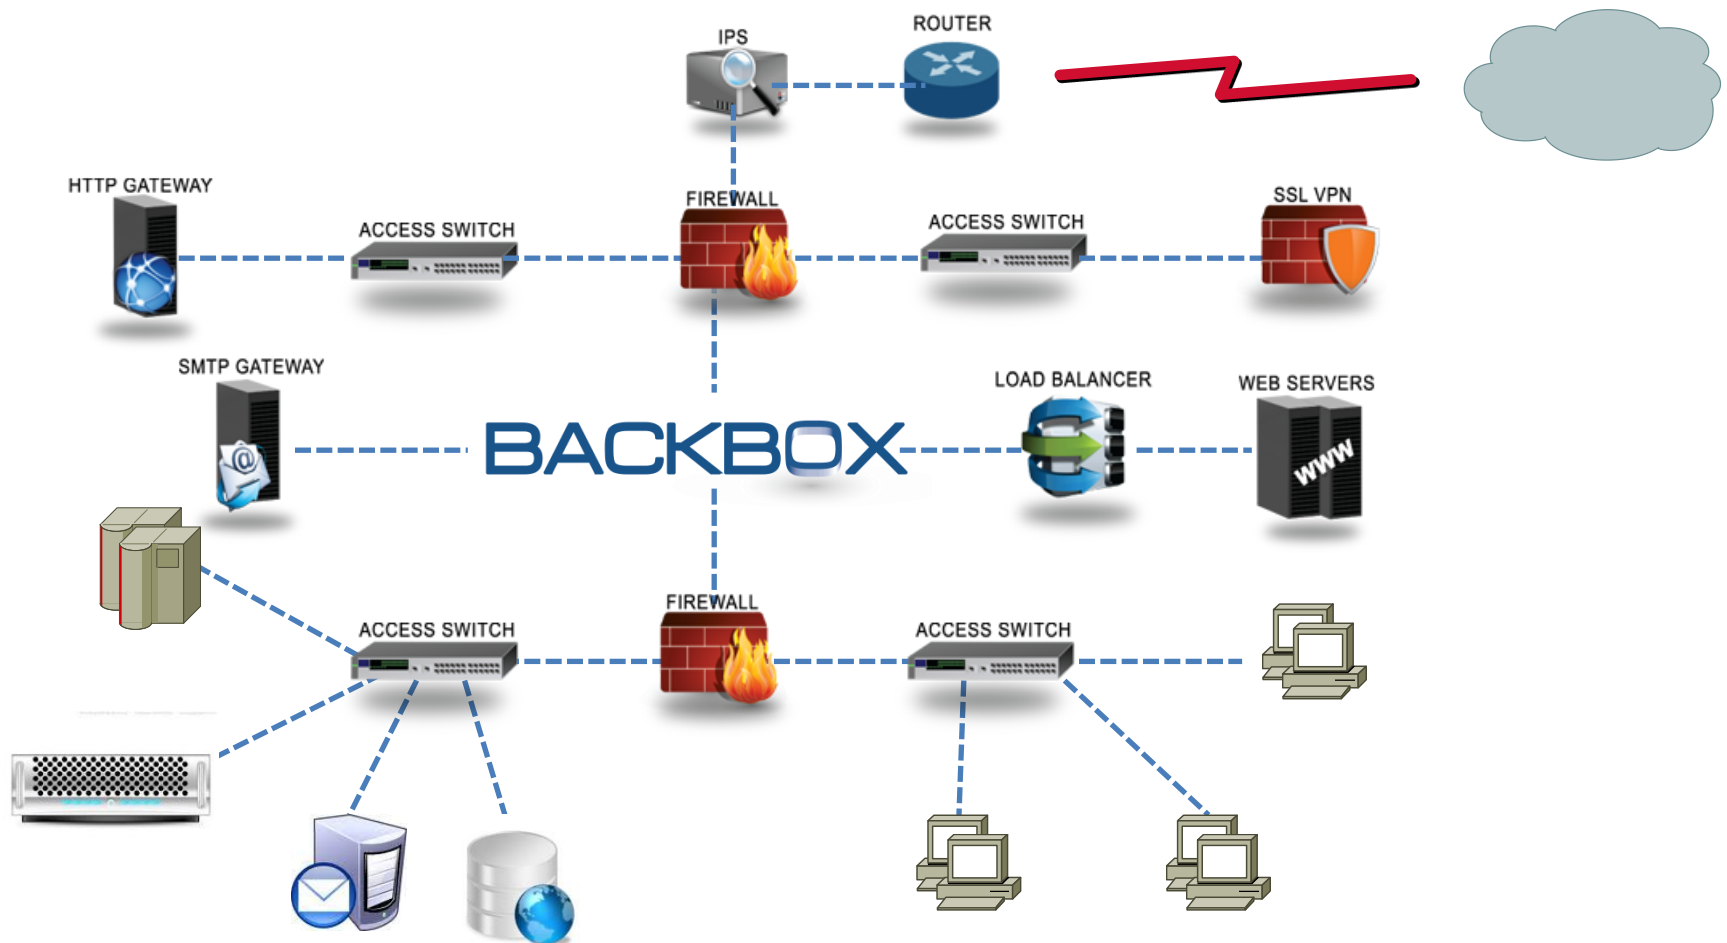 ROUTER
IPS
HTTP GATEWAY
FIREWALL
SSL VPN
ACCESS SWITCH
ACCESS SWITCH
SMTP GATEWAY
LOAD BALANCER
WEB SERVERS
BACKBOX
@
WWW
FIREWALL
ACCESS SWITCH
ACCESS SWITCH